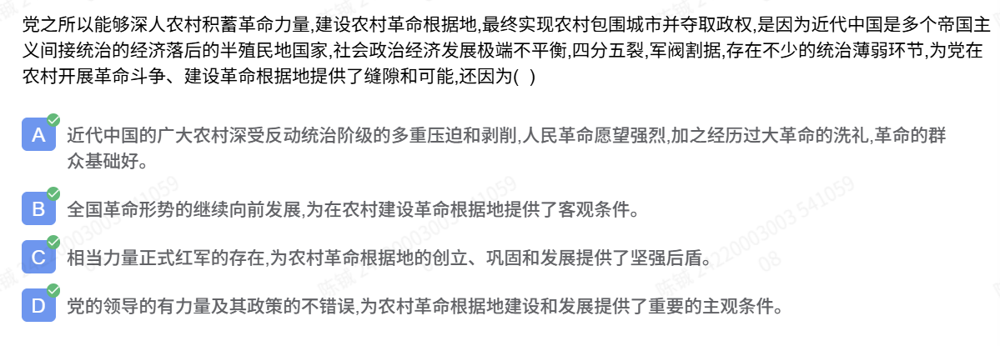 党之所以能够深人农村积蓄革命力量,建设农村革命根据地,最终实现农村包围城市并夺取政权,是因为近代中国是多个帝国主
义间接统治的经济落后的半殖民地国家,社会政治经济发展极端不平衡,四分五裂,军阀割据,存在不少的统治薄弱环节,为党在
农村开展革命斗争、建设革命根据地提供了缝隙和可能,还因为( )
A 近代中国的广大农村深受反动统治阶级的多重压迫和剥削,人民革命愿望强烈,加之经历过大革命的洗礼,革命的群
众基础好。
B 全国革命形势的继续向前发展,为在农村建设革命根据地提供了客观条件。
C 相当力量正式红军的存在,为农村革命根据地的创立、巩固和发展提供了坚强后盾。
D 党的领导的有力量及其政策的不错误,为农村革命根据地建设和发展提供了重要的主观条件。